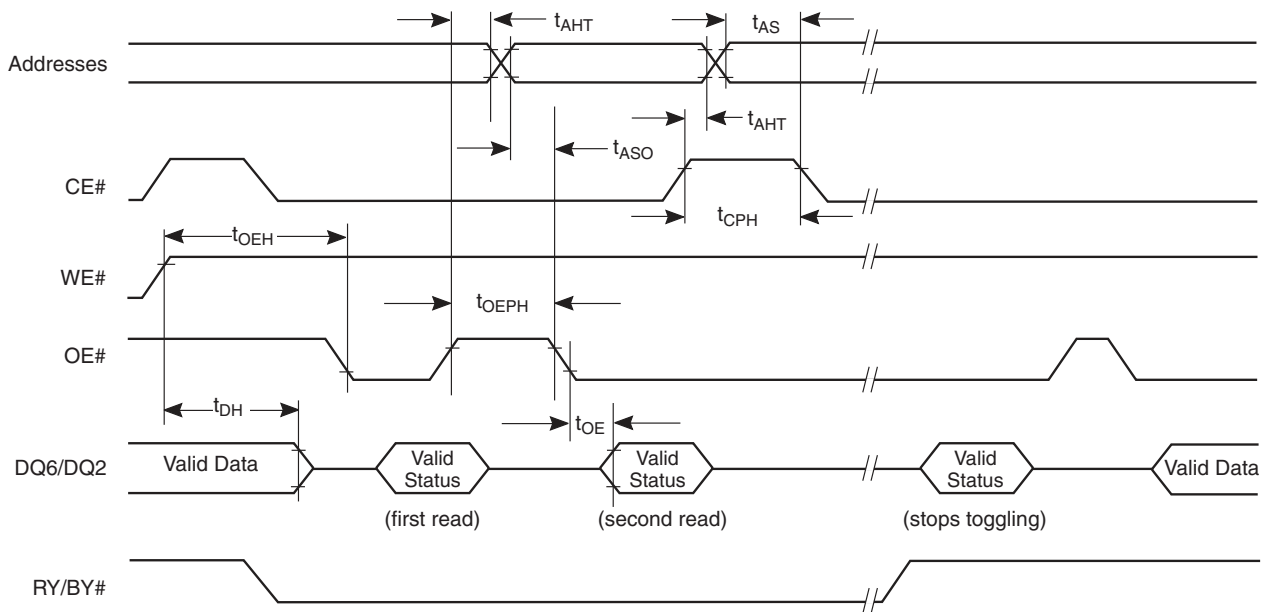 tAHT
tAS
Addresses
tAHT
tASO
CE#
tCPH
tOEH
WE#
tOEPH
OE#
tDH
tOE
DQ6/DQ2
Valid Data
Valid
Status
Valid
Status
Valid
Status
Valid Data
(first read)
(second read)
(stops toggling)
RY/BY#